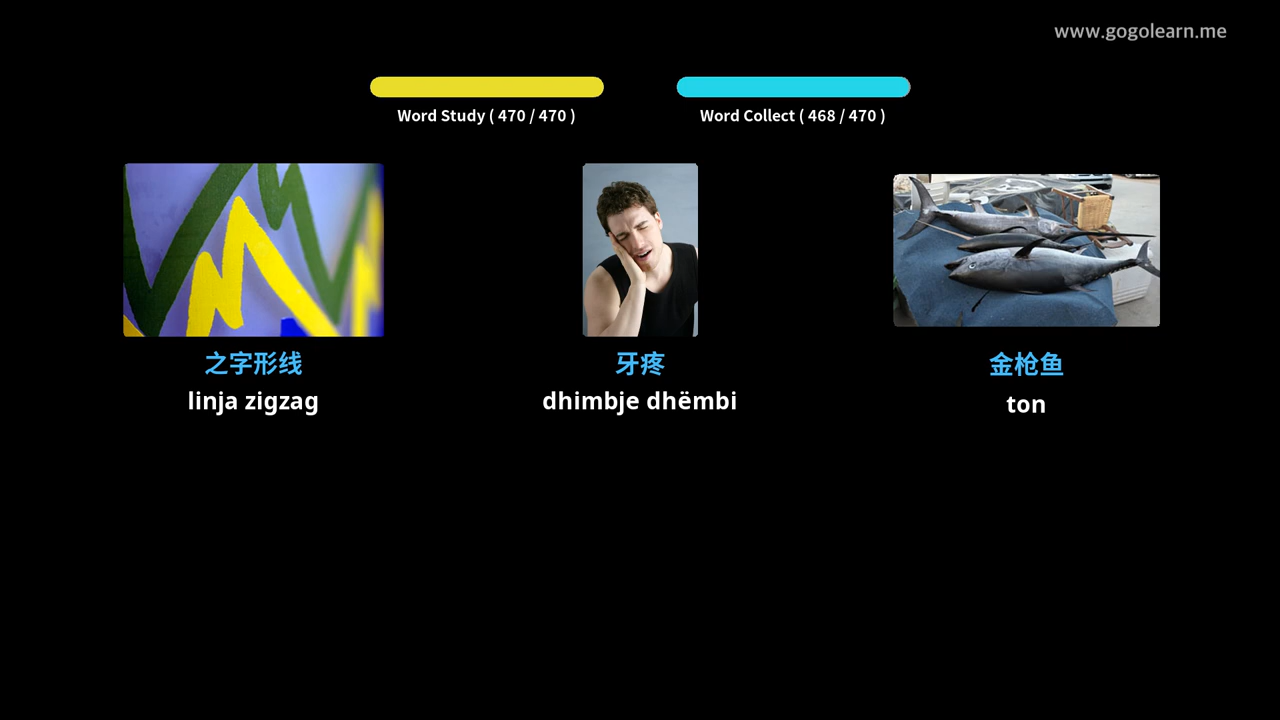 www.gogolearn.me
Word Study ( 470 / 470 )
Word Collect ( 468 / 470 )
之字形线
linja zigzag
牙疼
dhimbje dhëmbi
金枪鱼
ton